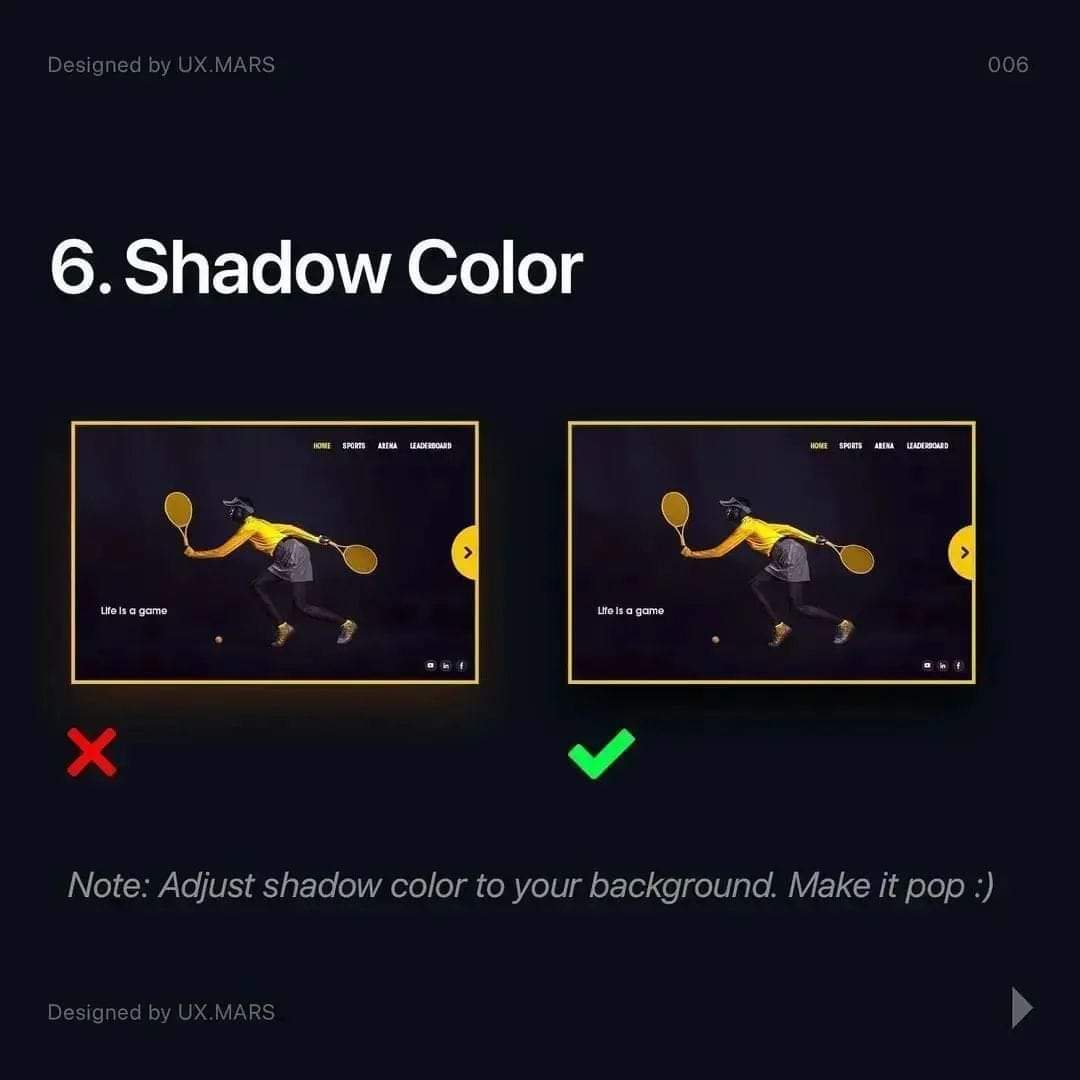 Designed by UX.MARS
006
6. Shadow Color
HOME SPORTS ARENA LEADERBOARD
HOME SPORTS ARENA LEADERBOARD
Life is a game
Life is a game
Note: Adjust shadow color to your background. Make it pop :)
Designed by UX.MARS